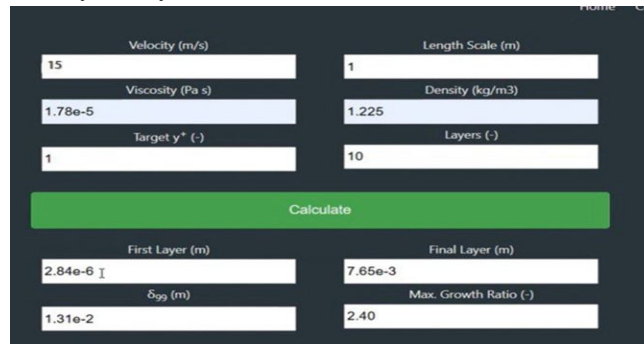 Home
Velocity (m/s) Length Scale (m)
15 1
Viscosity (Pa s) Density (kg/m3)
1.78e-5 1.225
Target y⁺ (-) Layers (-)
1 10
Calculate
First Layer (m) Final Layer (m)
2.84e-6 7.65e-3
δ₉₉ (m) Max. Growth Ratio (-)
1.31e-2 2.40